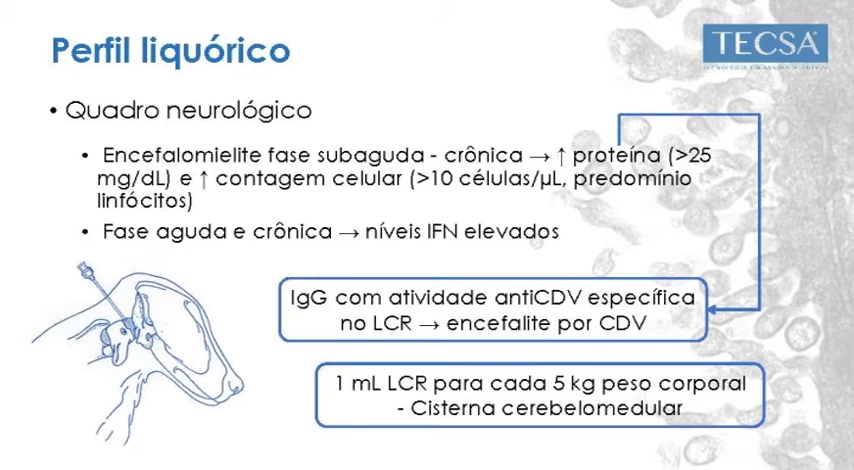 Perfil liquórico
TECSA
• Quadro neurológico
• Encefalomielite fase subaguda - crônica → ↑ proteína (>25
mg/dL) e ↑ contagem celular (>10 células/µL, predomínio
linfócitos)
• Fase aguda e crônica → níveis IFN elevados
IgG com atividade antiCDV específica
no LCR → encefalite por CDV
1 mL LCR para cada 5 kg peso corporal
- Cisterna cerebelomedular